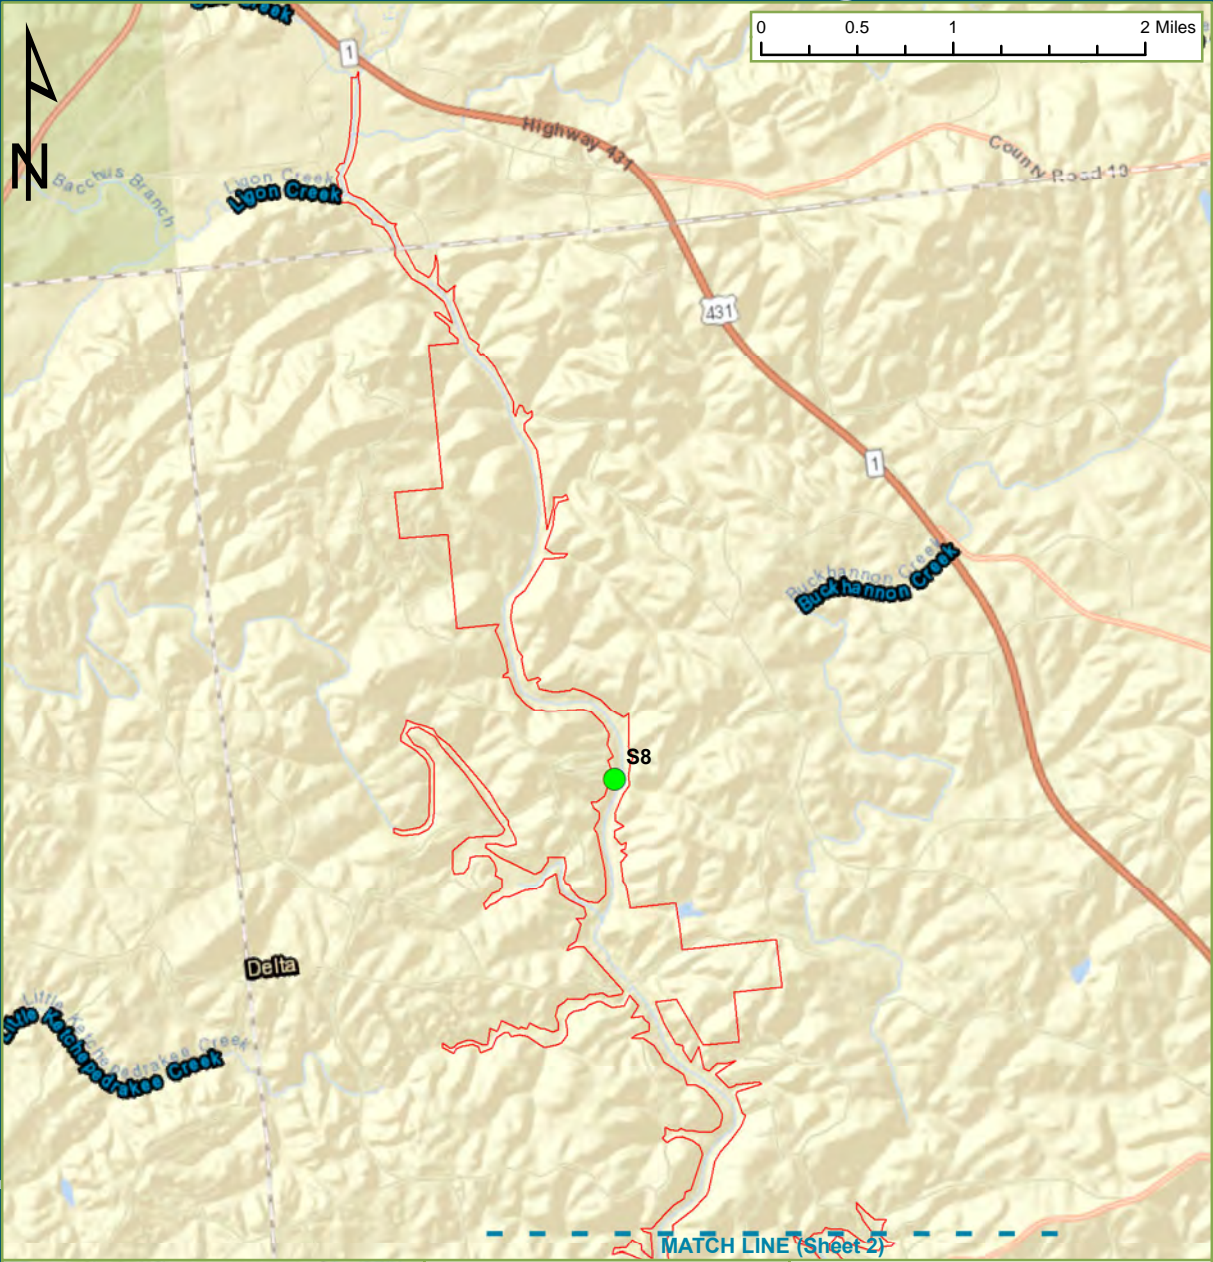 0 0.5 1 2 Miles
1
N
Highway 431
County Road 19
Bacchus Branch
Ligon Creek
Ligon Creek
431
1
Buckhannon Creek
Buckhannon Creek
S8
Delta
Little Ketchepedrakee Creek
Little Ketchepedrakee Creek
MATCH LINE (Sheet 2)